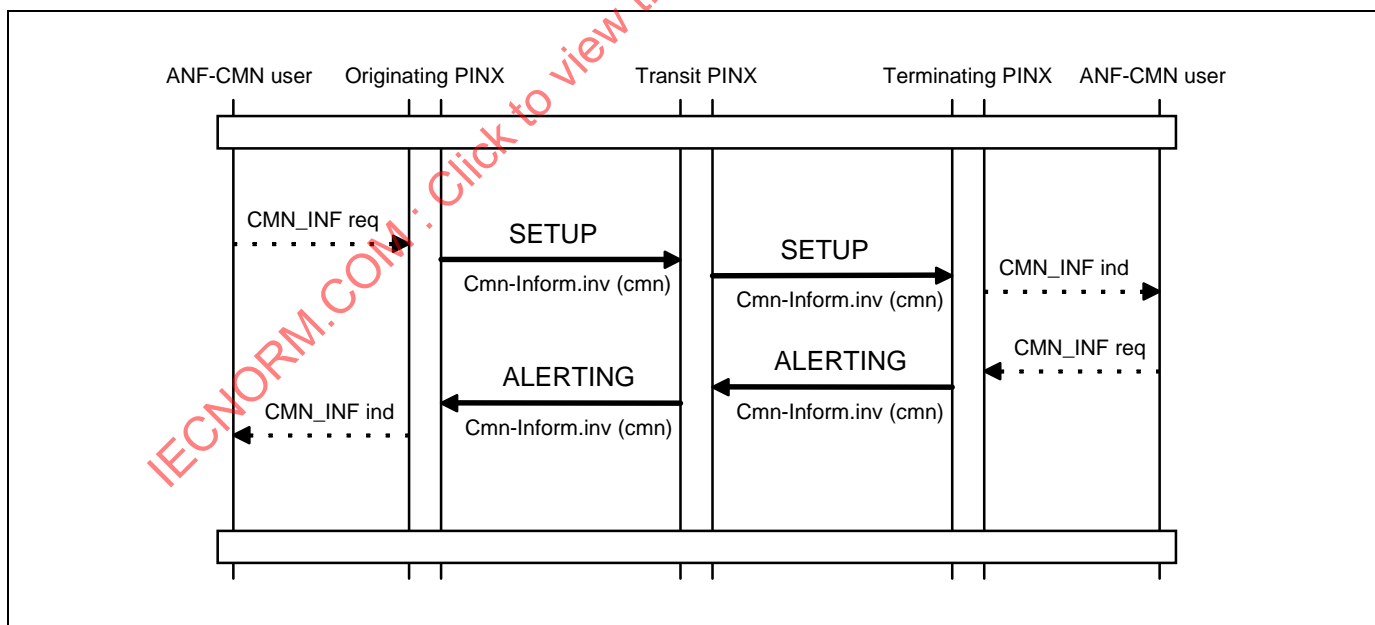 ANF-CMN user Originating PINX Transit PINX Terminating PINX ANF-CMN user
CMN_INF req
SETUP
Cmn-Inform.inv (cmn)
SETUP
Cmn-Inform.inv (cmn)
CMN_INF ind
CMN_INF req
ALERTING
Cmn-Inform.inv (cmn)
ALERTING
Cmn-Inform.inv (cmn)
CMN_INF ind
IECNORM.COM : Click to view